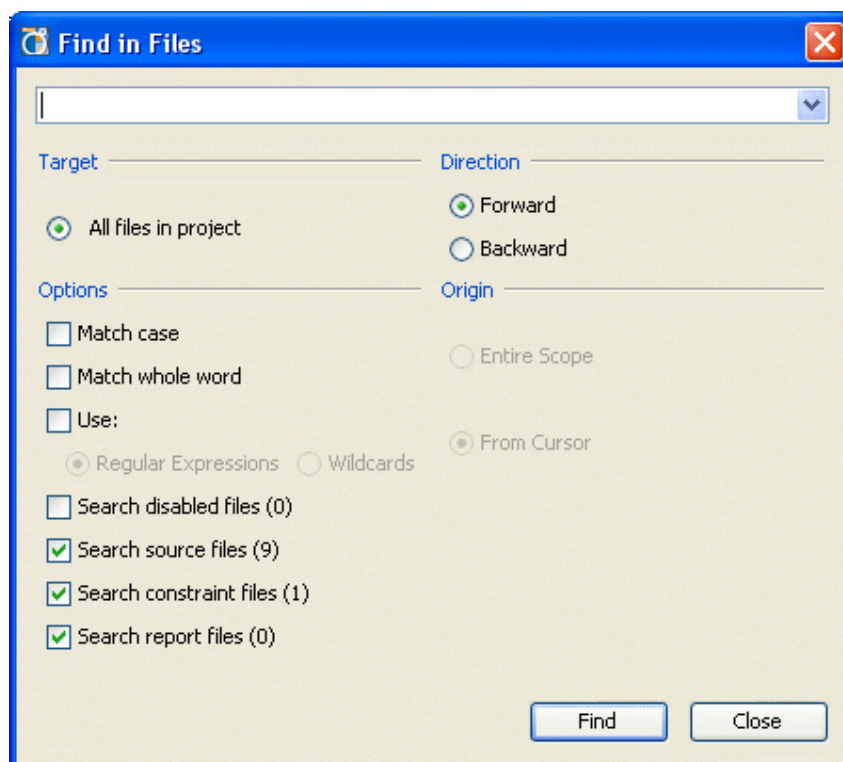 Find in Files
Target
All files in project
Direction
Forward
Backward
Options
Match case
Match whole word
Use:
Regular Expressions Wildcards
Search disabled files (0)
Search source files (9)
Search constraint files (1)
Search report files (0)
Origin
Entire Scope
From Cursor
Find Close